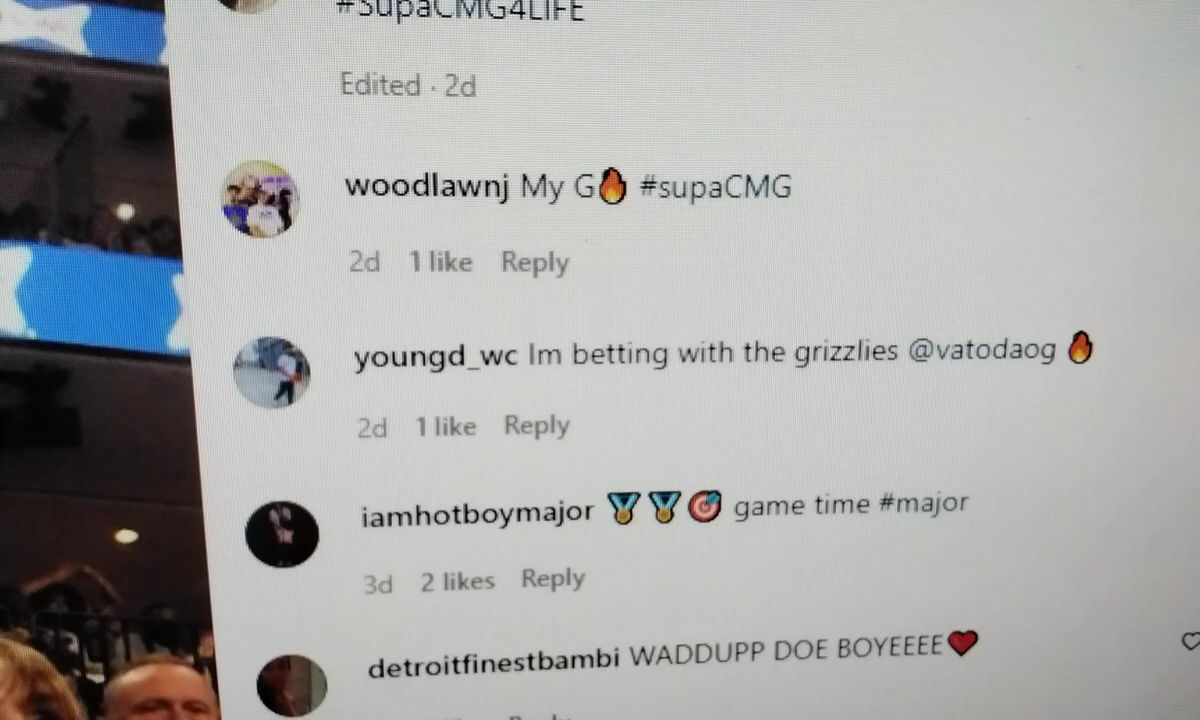 #SupaCMG4LIFE
Edited · 2d
woodlawnj My G🔥 #supaCMG
2d 1 like Reply
youngd_wc Im betting with the grizzlies @vatodaog 🔥
2d 1 like Reply
iamhotboymajor 🏅🏅🎯 game time #major
3d 2 likes Reply
detroitfinestbambi WADDUPP DOE BOYEEEE❤️
Reply